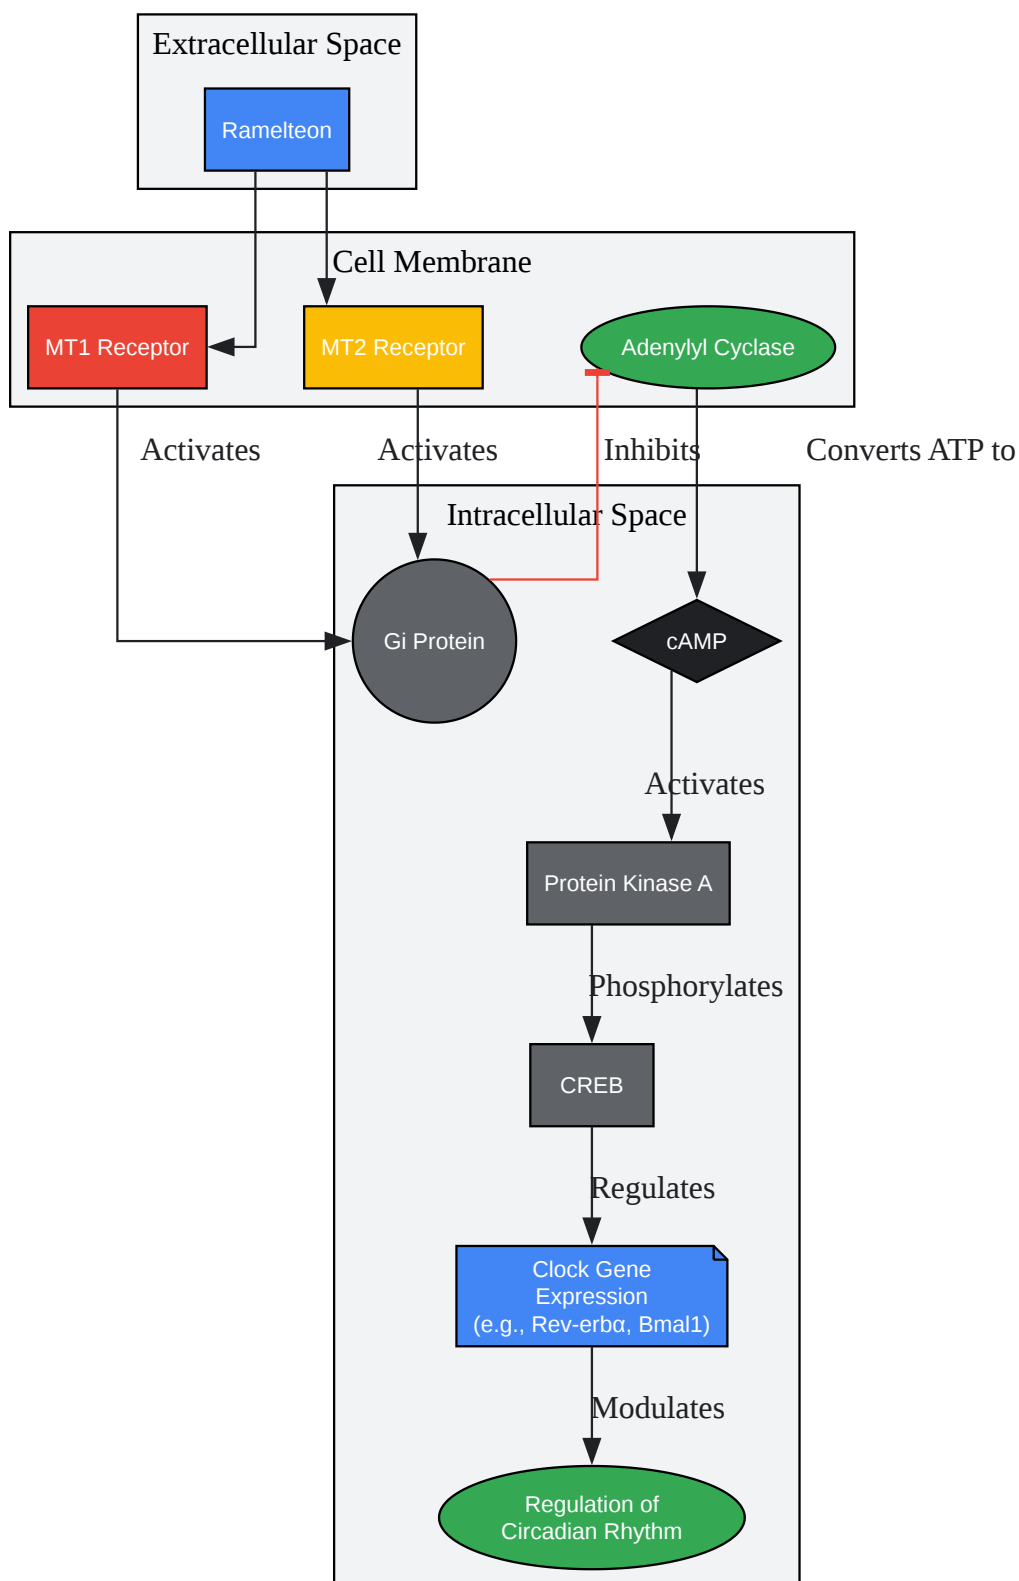 Extracellular Space
Ramelteon
Cell Membrane
MT1 Receptor
MT2 Receptor
Adenylyl Cyclase
Activates
Activates
Inhibits
Converts ATP to
Intracellular Space
Gi Protein
cAMP
Activates
Protein Kinase A
Phosphorylates
CREB
Regulates
Clock Gene
Expression
(e.g., Rev-erbα, Bmal1)
Modulates
Regulation of
Circadian Rhythm